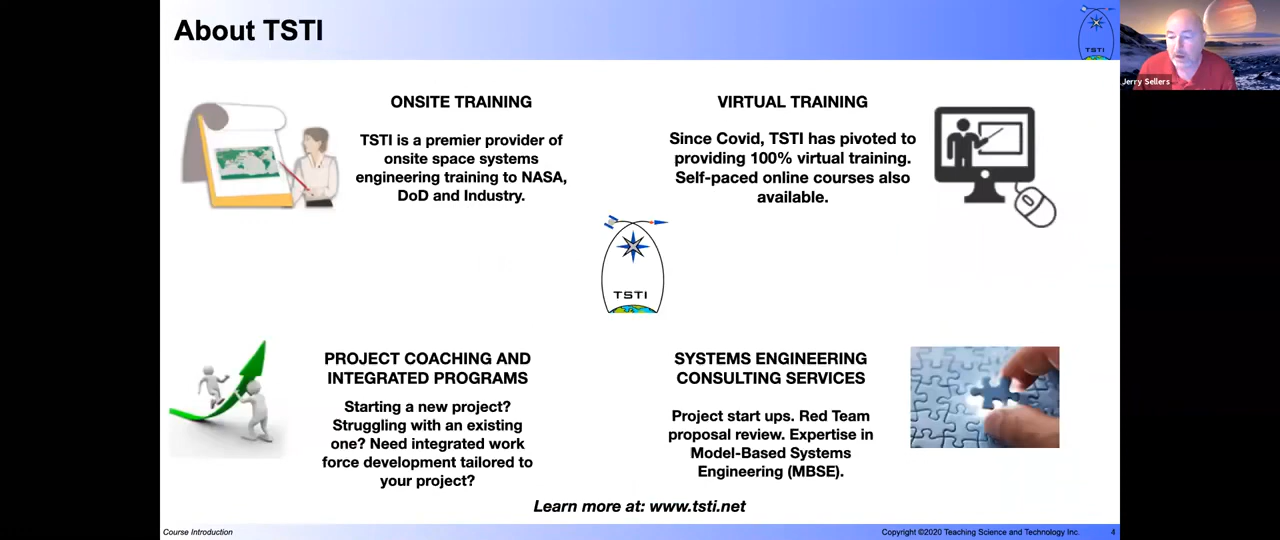 About TSTI
TSTI
Jerry Sellers
ONSITE TRAINING
TSTI is a premier provider of
onsite space systems
engineering training to NASA,
DoD and Industry.
VIRTUAL TRAINING
Since Covid, TSTI has pivoted to
providing 100% virtual training.
Self-paced online courses also
available.
TSTI
PROJECT COACHING AND
INTEGRATED PROGRAMS
Starting a new project?
Struggling with an existing
one? Need integrated work
force development tailored to
your project?
SYSTEMS ENGINEERING
CONSULTING SERVICES
Project start ups. Red Team
proposal review. Expertise in
Model-Based Systems
Engineering (MBSE).
Learn more at: www.tsti.net
Course Introduction
Copyright ©2020 Teaching Science and Technology Inc.
4